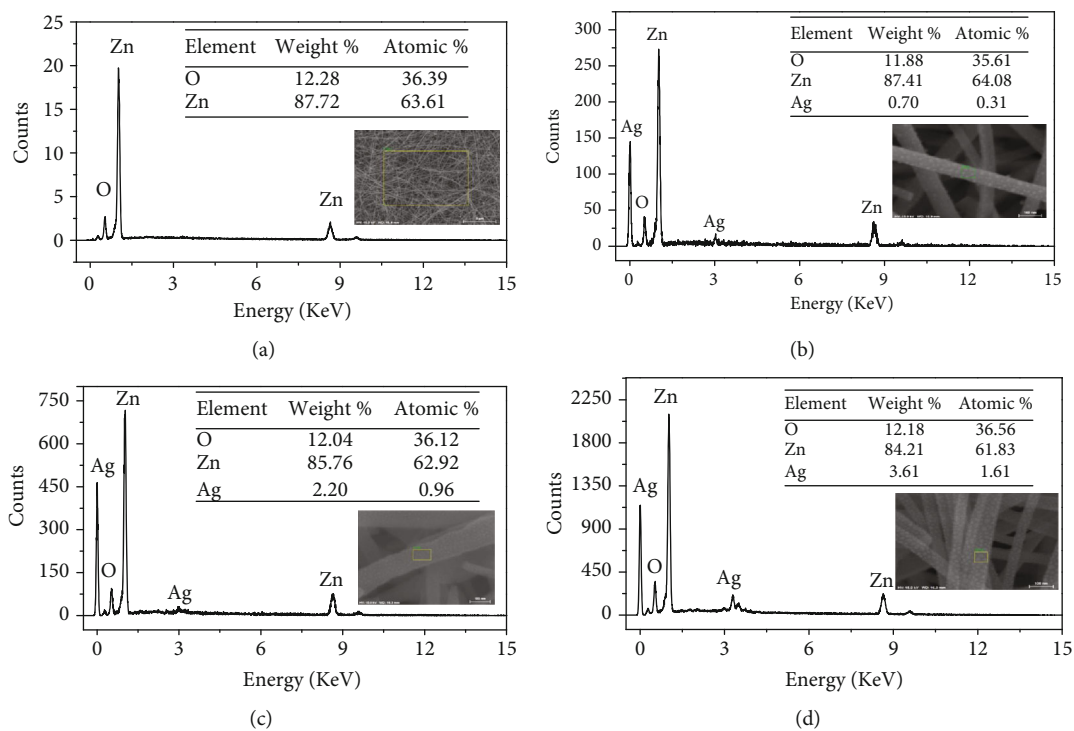 25
20
15
10
5
0
Counts
Zn
O
Zn
Element Weight % Atomic %
O 12.28 36.39
Zn 87.72 63.61
0 3 6 9 12 15
Energy (KeV)
(a)
300
250
200
150
100
50
0
Counts
Zn
Ag
O
Ag
Zn
Element Weight % Atomic %
O 11.88 35.61
Zn 87.41 64.08
Ag 0.70 0.31
0 3 6 9 12 15
Energy (KeV)
(b)
750
600
450
300
150
0
Counts
Zn
Ag
O
Ag
Zn
Element Weight % Atomic %
O 12.04 36.12
Zn 85.76 62.92
Ag 2.20 0.96
0 3 6 9 12 15
Energy (KeV)
(c)
2250
1800
1350
900
450
0
Counts
Zn
Ag
O
Ag
Zn
Element Weight % Atomic %
O 12.18 36.56
Zn 84.21 61.83
Ag 3.61 1.61
0 3 6 9 12 15
Energy (KeV)
(d)